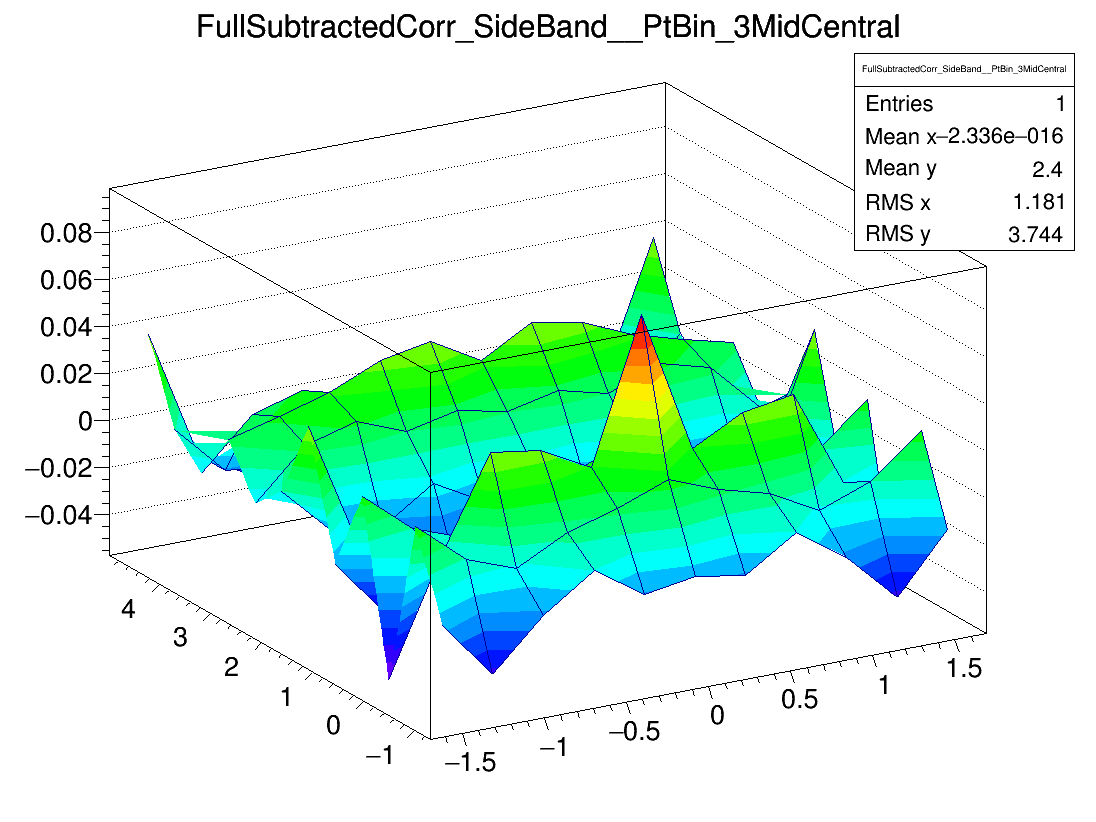 FullSubtractedCorr_SideBand__PtBin_3MidCentral
FullSubtractedCorr_SideBand__PtBin_3MidCentral
Entries 1
Mean x −2.336e−016
Mean y 2.4
RMS x 1.181
RMS y 3.744
0.08
0.06
0.04
0.02
0
−0.02
−0.04
4
3
2
1
0
−1
−1.5
−1
−0.5
0
0.5
1
1.5